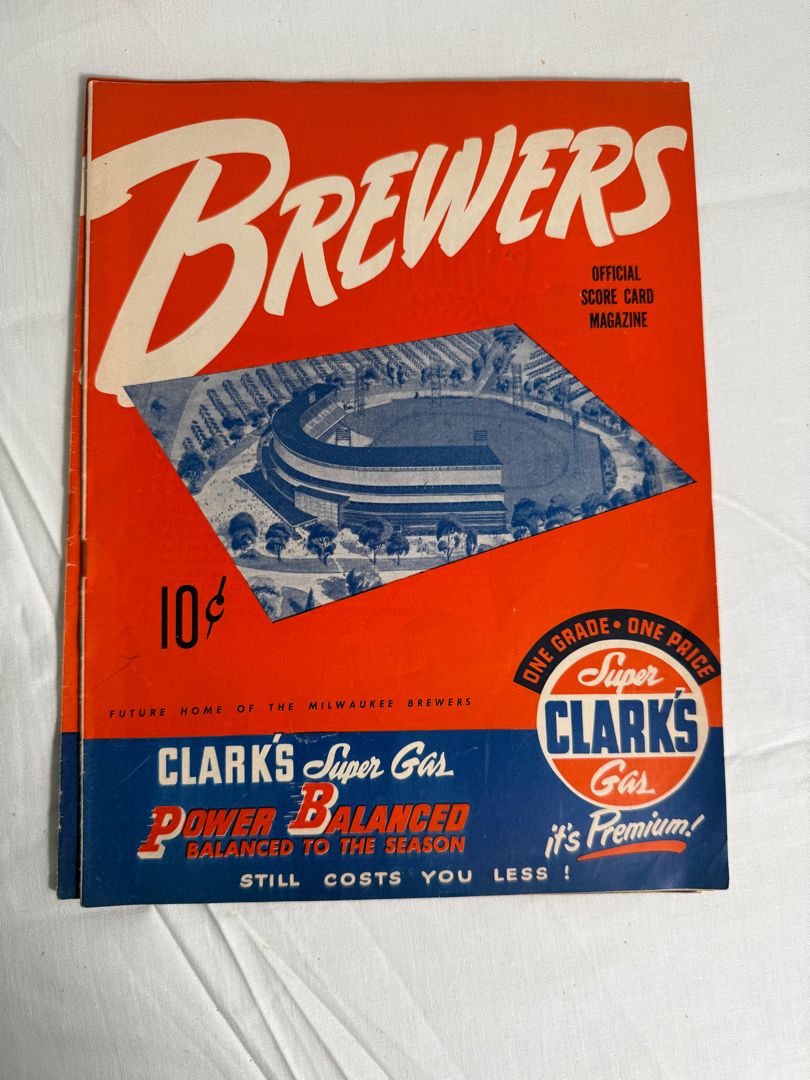 BREWERS
OFFICIAL
SCORE CARD
MAGAZINE
10¢
FUTURE HOME OF THE MILWAUKEE BREWERS
ONE GRADE • ONE PRICE
Super
CLARK'S
Gas
it's Premium!
CLARK'S Super Gas
POWER BALANCED
BALANCED TO THE SEASON
STILL COSTS YOU LESS !